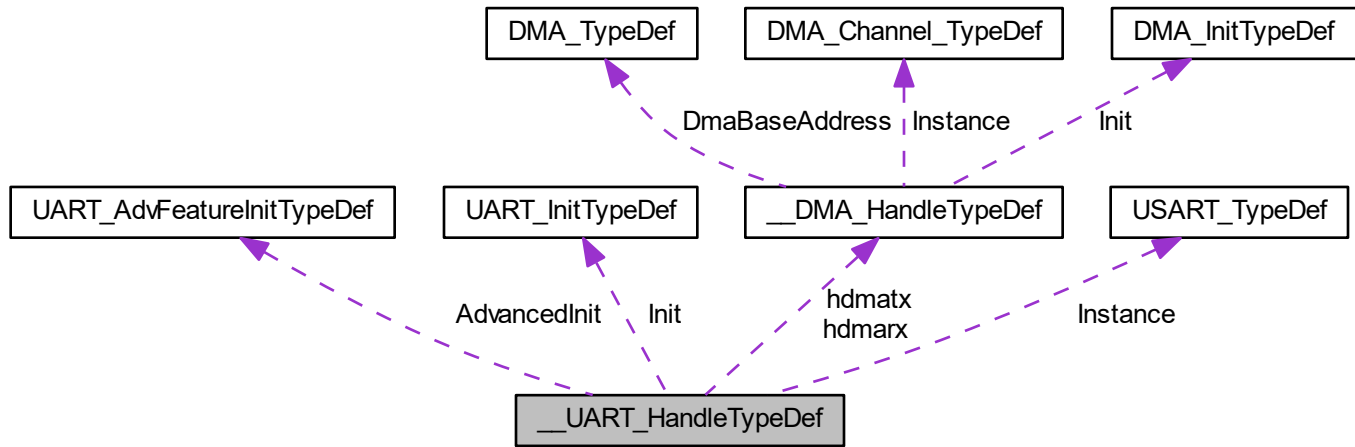 DMA_TypeDef
DMA_Channel_TypeDef
DMA_InitTypeDef
DmaBaseAddress
Instance
Init
UART_AdvFeatureInitTypeDef
UART_InitTypeDef
__DMA_HandleTypeDef
USART_TypeDef
AdvancedInit
Init
hdmatx
hdmarx
Instance
__UART_HandleTypeDef